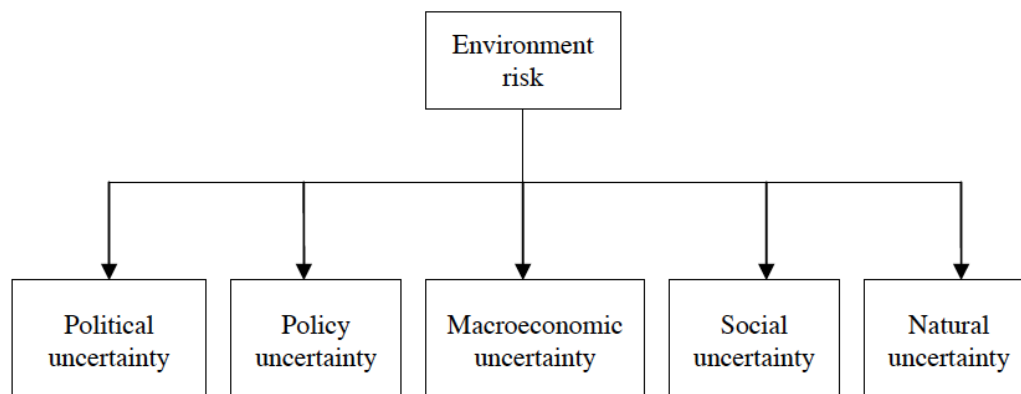 Environment
risk
Political
uncertainty
Policy
uncertainty
Macroeconomic
uncertainty
Social
uncertainty
Natural
uncertainty